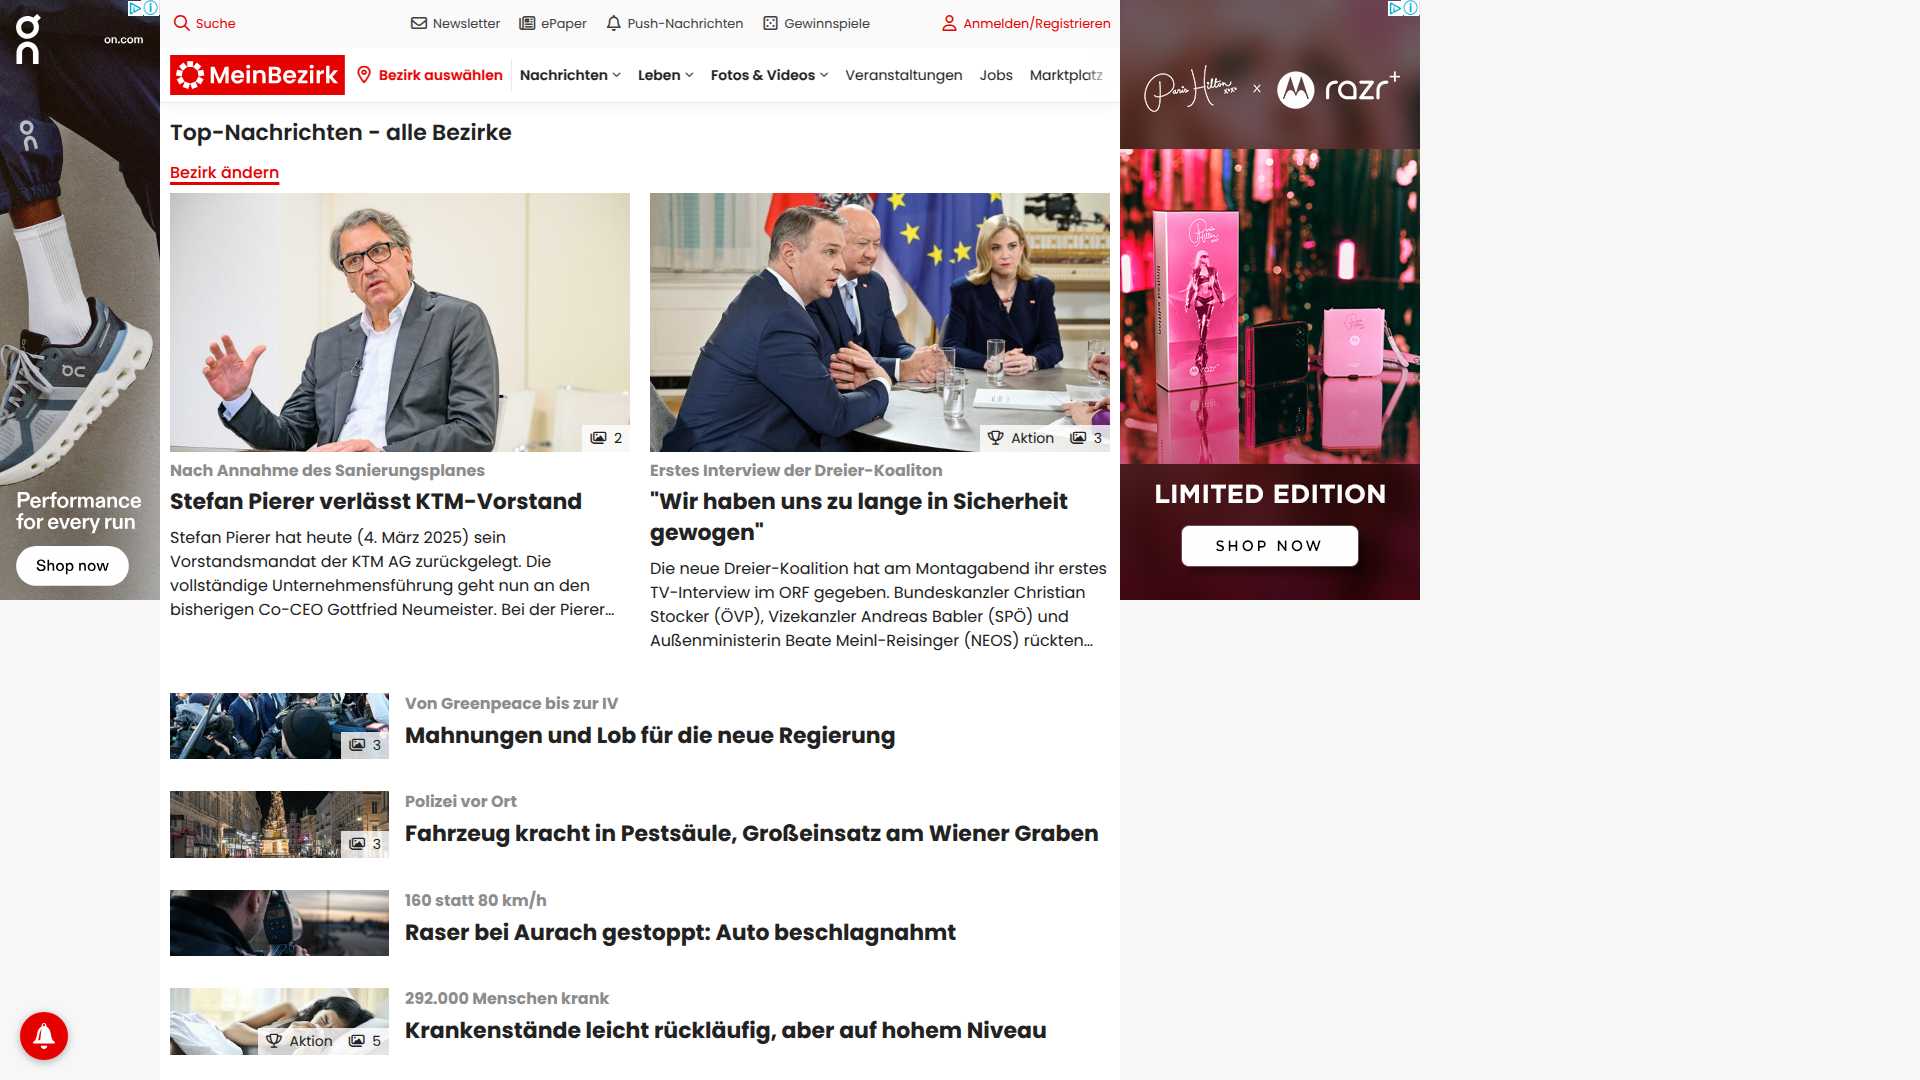 Suche
Newsletter
ePaper
Push-Nachrichten
Gewinnspiele
Anmelden/Registrieren
MeinBezirk
Bezirk auswählen
Nachrichten
Leben
Fotos & Videos
Veranstaltungen
Jobs
Marktplatz
Top-Nachrichten - alle Bezirke
Bezirk ändern
2
Nach Annahme des Sanierungsplanes
Stefan Pierer verlässt KTM-Vorstand
Stefan Pierer hat heute (4. März 2025) sein
Vorstandsmandat der KTM AG zurückgelegt. Die
vollständige Unternehmensführung geht nun an den
bisherigen Co-CEO Gottfried Neumeister. Bei der Pierer...
Aktion
3
Erstes Interview der Dreier-Koaliton
"Wir haben uns zu lange in Sicherheit
gewogen"
Die neue Dreier-Koalition hat am Montagabend ihr erstes
TV-Interview im ORF gegeben. Bundeskanzler Christian
Stocker (ÖVP), Vizekanzler Andreas Babler (SPÖ) und
Außenministerin Beate Meinl-Reisinger (NEOS) rückten...
3
Von Greenpeace bis zur IV
Mahnungen und Lob für die neue Regierung
3
Polizei vor Ort
Fahrzeug kracht in Pestsäule, Großeinsatz am Wiener Graben
160 statt 80 km/h
Raser bei Aurach gestoppt: Auto beschlagnahmt
Aktion
5
292.000 Menschen krank
Krankenstände leicht rückläufig, aber auf hohem Niveau
on
on.com
on
on
Performance
for every run
Shop now
Paris Hilton
x
razr+
razr
LIMITED EDITION
SHOP NOW